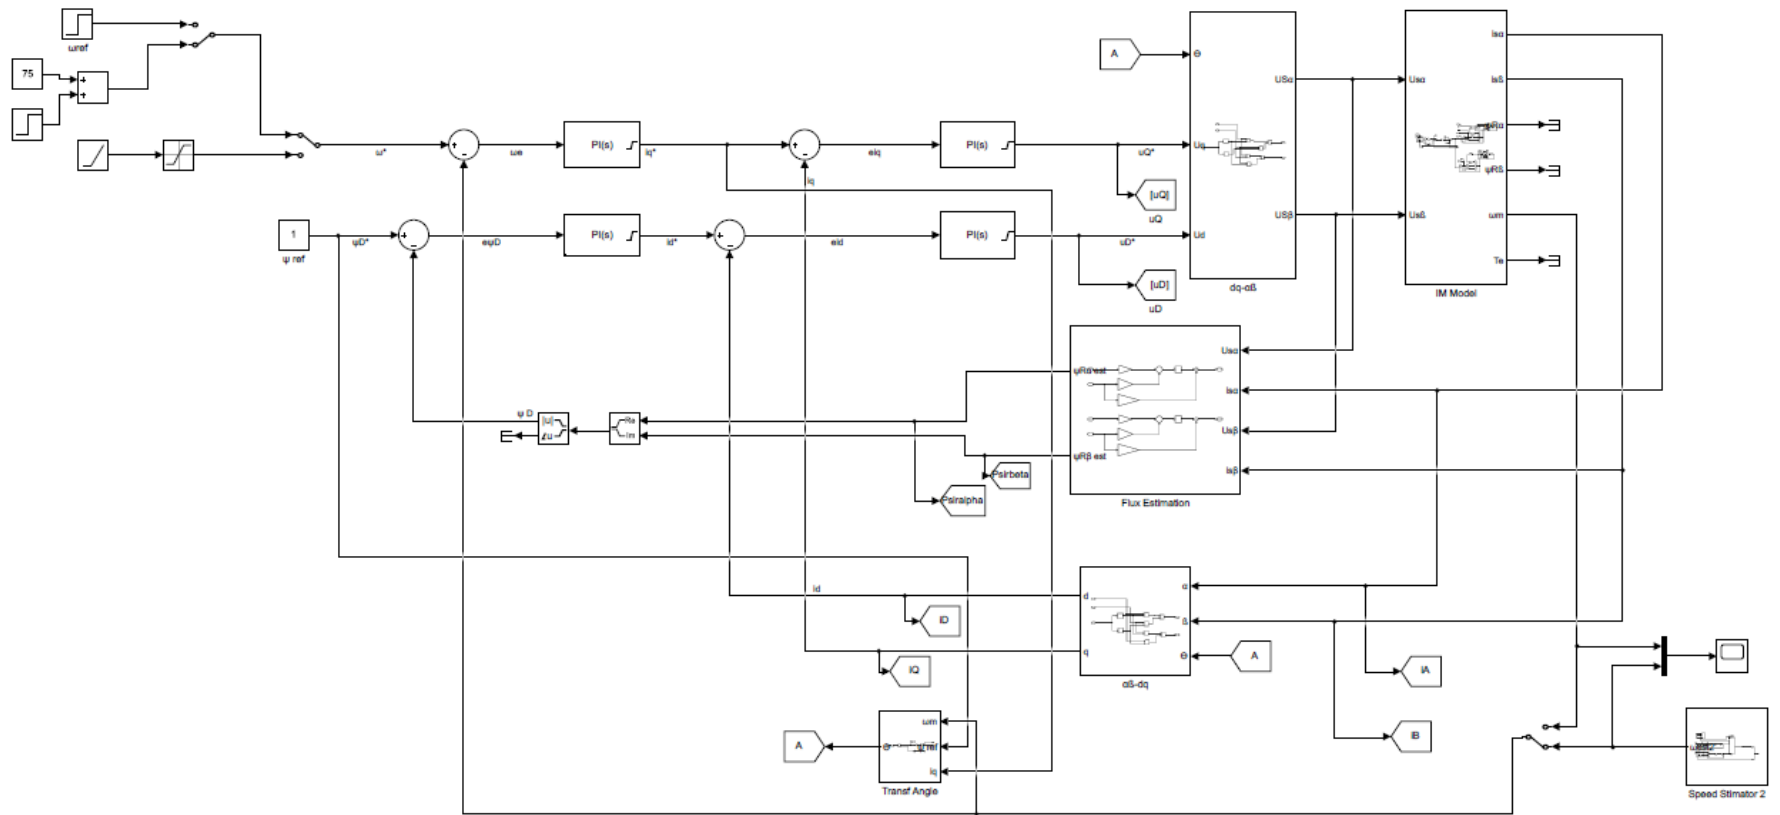 ωref
75
+
+
ω*
+
-
ωe
PI(s)
iq*
+
-
eiq
PI(s)
uQ*
iq
[uQ]
uQ
1
ψ ref
ψD*
+
-
eψD
PI(s)
id*
+
-
eid
PI(s)
uD*
[uD]
uD
A
Θ
Uq
Ud
USα
USβ
dq-αß
Usα
Usß
isα
isß
ψRß
ωm
Te
IM Model
Usα
isα
Usβ
isβ
ψRα est
ψRβ est
Flux Estimation
ψ D
|u|
∠u
Re
Im
Psirbeta
Psiralpha
id
iD
iQ
d
q
α
ß
Θ
αß-dq
A
iA
iB
A
ωm
iq
Transf Angle
Speed Stimator 2